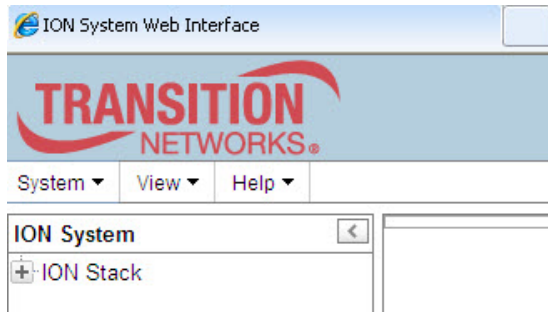 ION System Web Interface
TRANSITION
NETWORKS®
System View Help
ION System
ION Stack